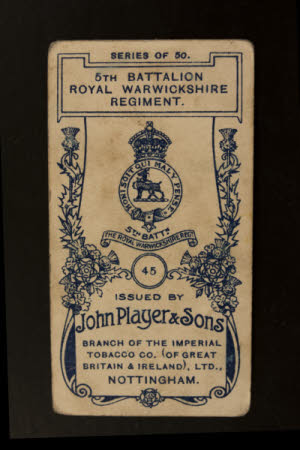 SERIES OF 50.
5TH BATTALION
ROYAL WARWICKSHIRE
REGIMENT.
HONI SOIT QUI MAL Y PENSE
5TH BATTN
THE ROYAL WARWICKSHIRE REGT
45
ISSUED BY
John Player & Sons
BRANCH OF THE IMPERIAL
TOBACCO CO. (OF GREAT
BRITAIN & IRELAND), LTD.,
NOTTINGHAM.